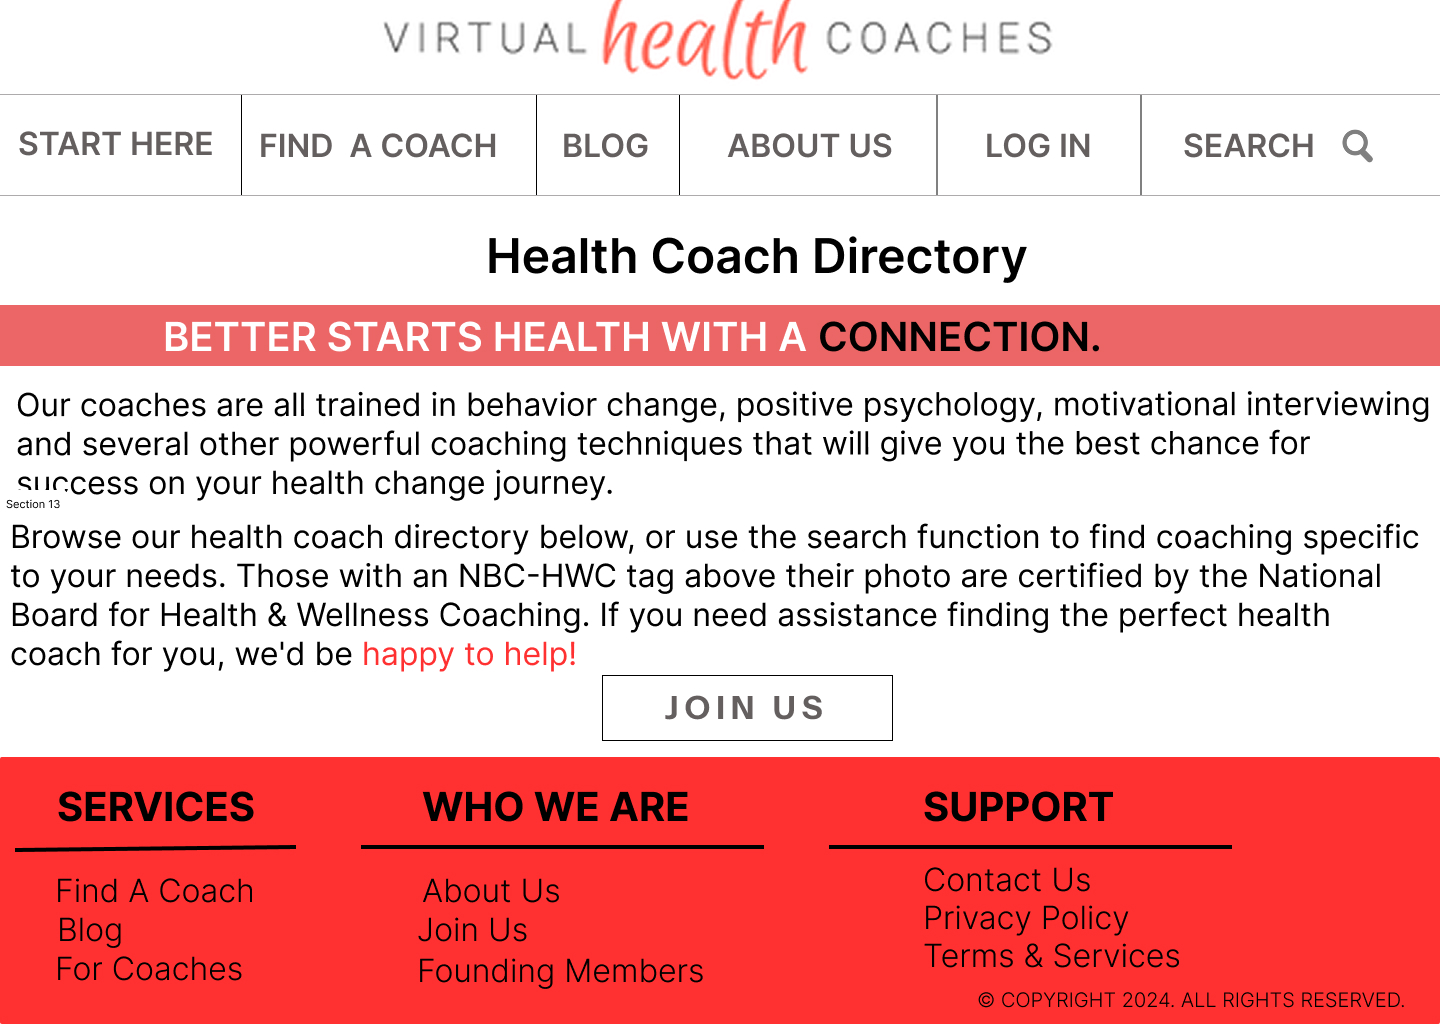 VIRTUAL health COACHES
START HERE FIND A COACH BLOG ABOUT US LOG IN SEARCH
Health Coach Directory
BETTER STARTS HEALTH WITH A CONNECTION.
Our coaches are all trained in behavior change, positive psychology, motivational interviewing
and several other powerful coaching techniques that will give you the best chance for
success on your health change journey.
Section 13
Browse our health coach directory below, or use the search function to find coaching specific
to your needs. Those with an NBC-HWC tag above their photo are certified by the National
Board for Health & Wellness Coaching. If you need assistance finding the perfect health
coach for you, we'd be happy to help!
JOIN US
SERVICES
Find A Coach
Blog
For Coaches
WHO WE ARE
About Us
Join Us
Founding Members
SUPPORT
Contact Us
Privacy Policy
Terms & Services
© COPYRIGHT 2024. ALL RIGHTS RESERVED.